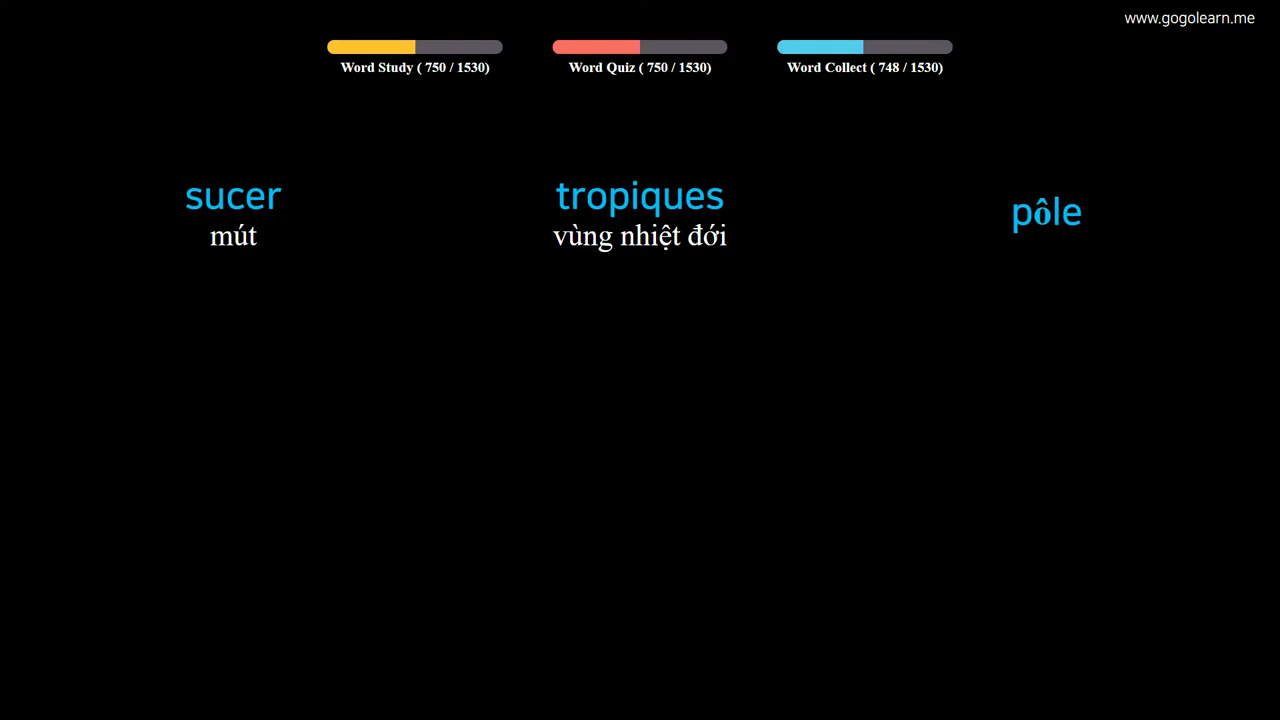 www.gogolearn.me
Word Study ( 750 / 1530)
Word Quiz ( 750 / 1530)
Word Collect ( 748 / 1530)
sucer
mút
tropiques
vùng nhiệt đới
pôle